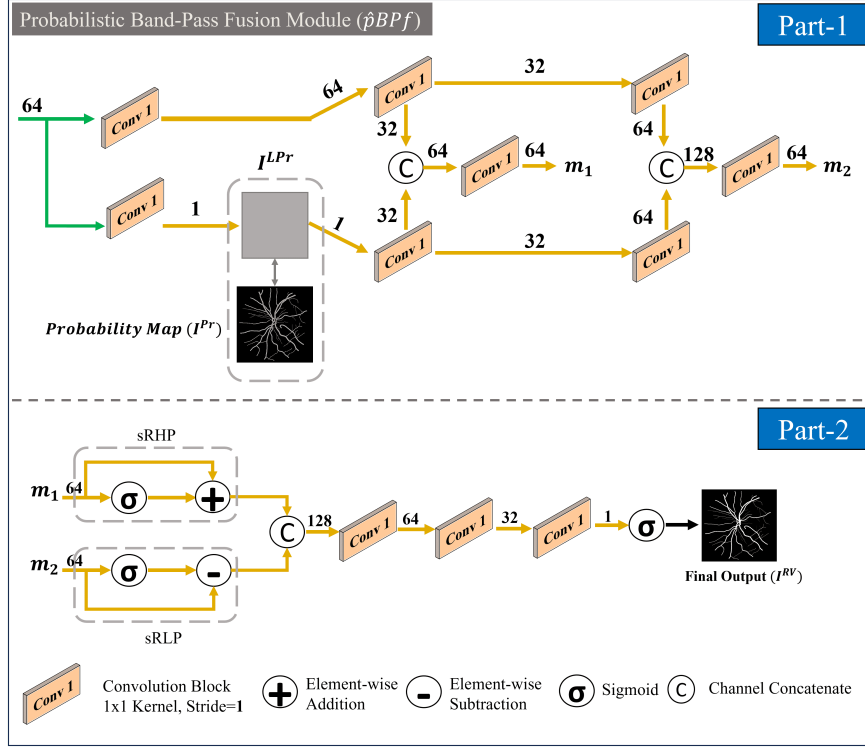 Probabilistic Band-Pass Fusion Module (p̂BPf)
Part-1
64
Conv 1
64
Conv 1
32
Conv 1
32
64
C
64
Conv 1
64
m₁
C
128
Conv 1
64
m₂
I^{LPr}
Conv 1
1
1
32
Conv 1
32
64
Conv 1
Probability Map (I^{Pr})
Part-2
sRHP
m₁
64
σ
+
m₂
64
σ
-
sRLP
C
128
Conv 1
64
Conv 1
32
Conv 1
1
σ
Final Output (I^{RV})
Conv 1
Convolution Block
1x1 Kernel, Stride=1
+
Element-wise
Addition
-
Element-wise
Subtraction
σ
Sigmoid
C
Channel Concatenate